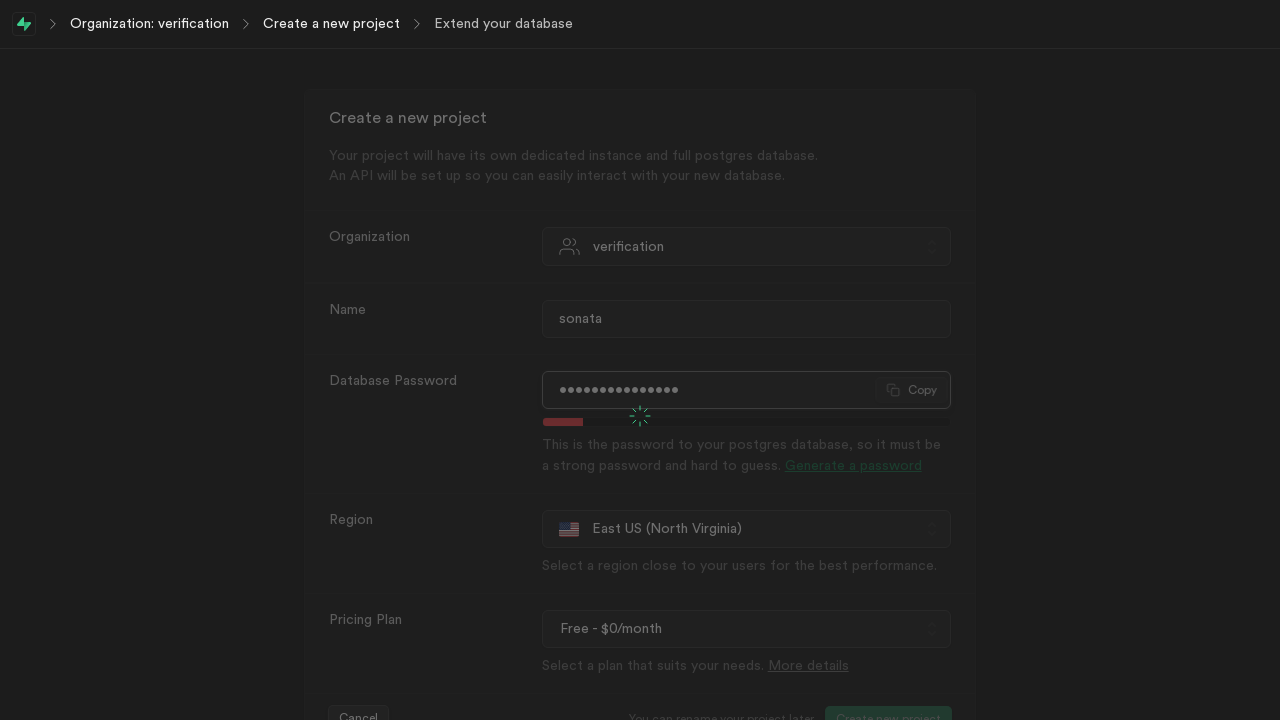 Organization: verification
Create a new project
Extend your database
Create a new project
Your project will have its own dedicated instance and full postgres database.
An API will be set up so you can easily interact with your new database.
Organization
verification
Name
sonata
Database Password
•••••••••••••••
Copy
This is the password to your postgres database, so it must be
a strong password and hard to guess. Generate a password
Region
East US (North Virginia)
Select a region close to your users for the best performance.
Pricing Plan
Free - $0/month
Select a plan that suits your needs. More details
Cancel
You can rename your project later
Create new project